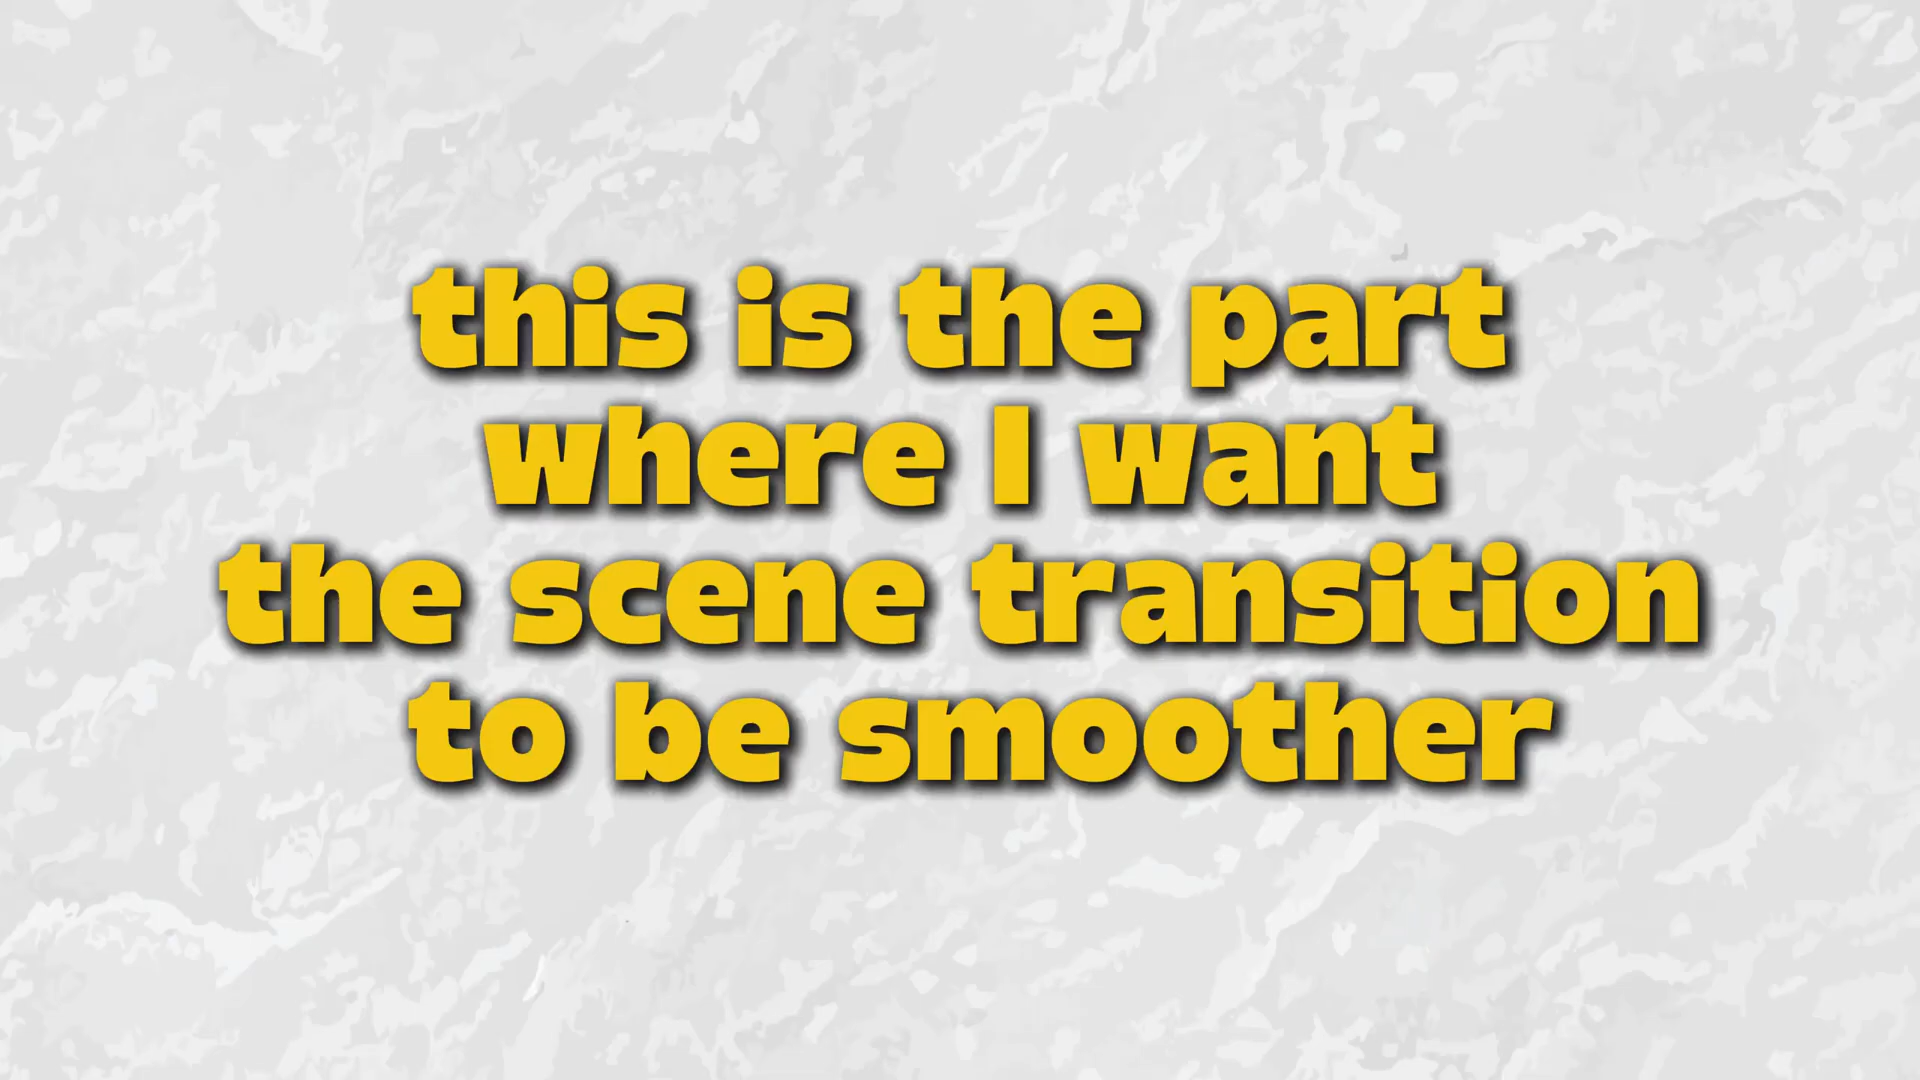 this is the part
where I want
the scene transition
to be smoother